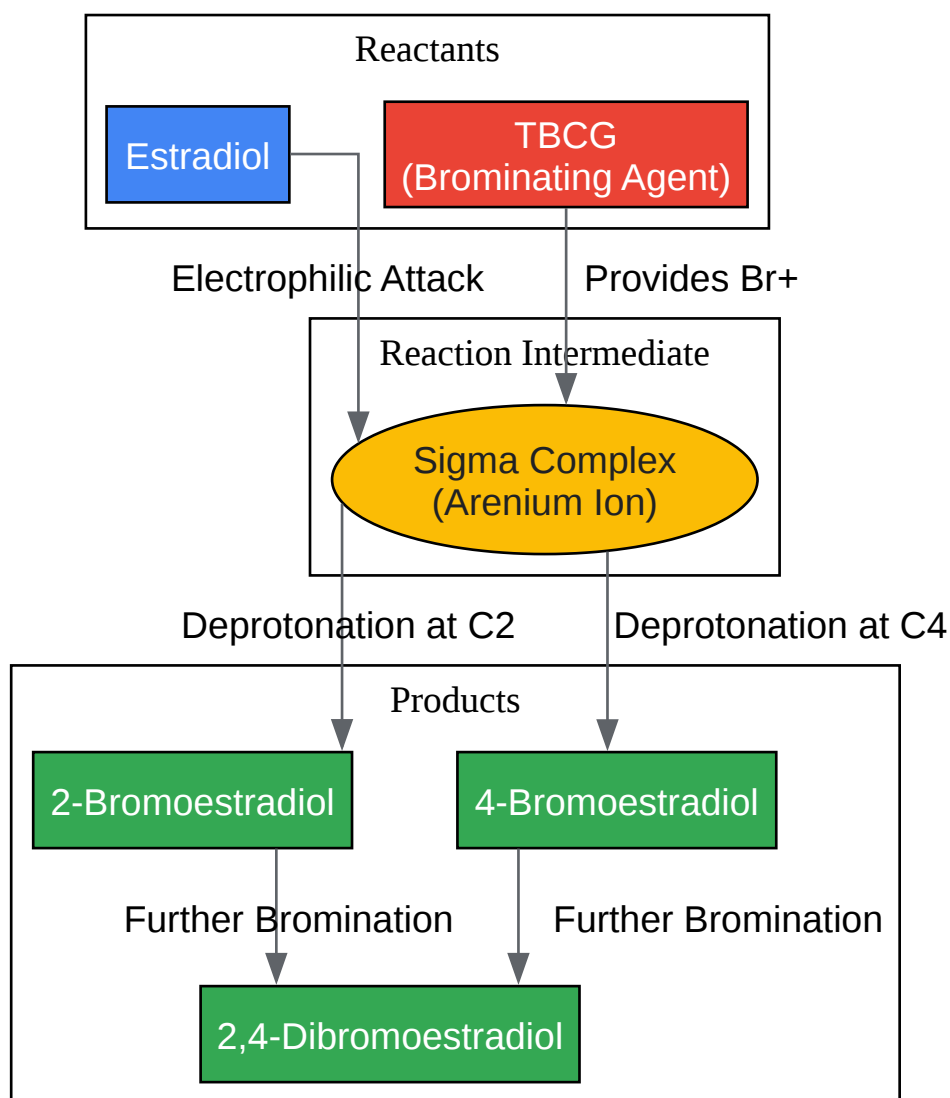 Reactants
Estradiol
TBCG
(Brominating Agent)
Electrophilic Attack
Provides Br+
Reaction Intermediate
Sigma Complex
(Arenium Ion)
Deprotonation at C2
Deprotonation at C4
Products
2-Bromoestradiol
4-Bromoestradiol
Further Bromination
Further Bromination
2,4-Dibromoestradiol